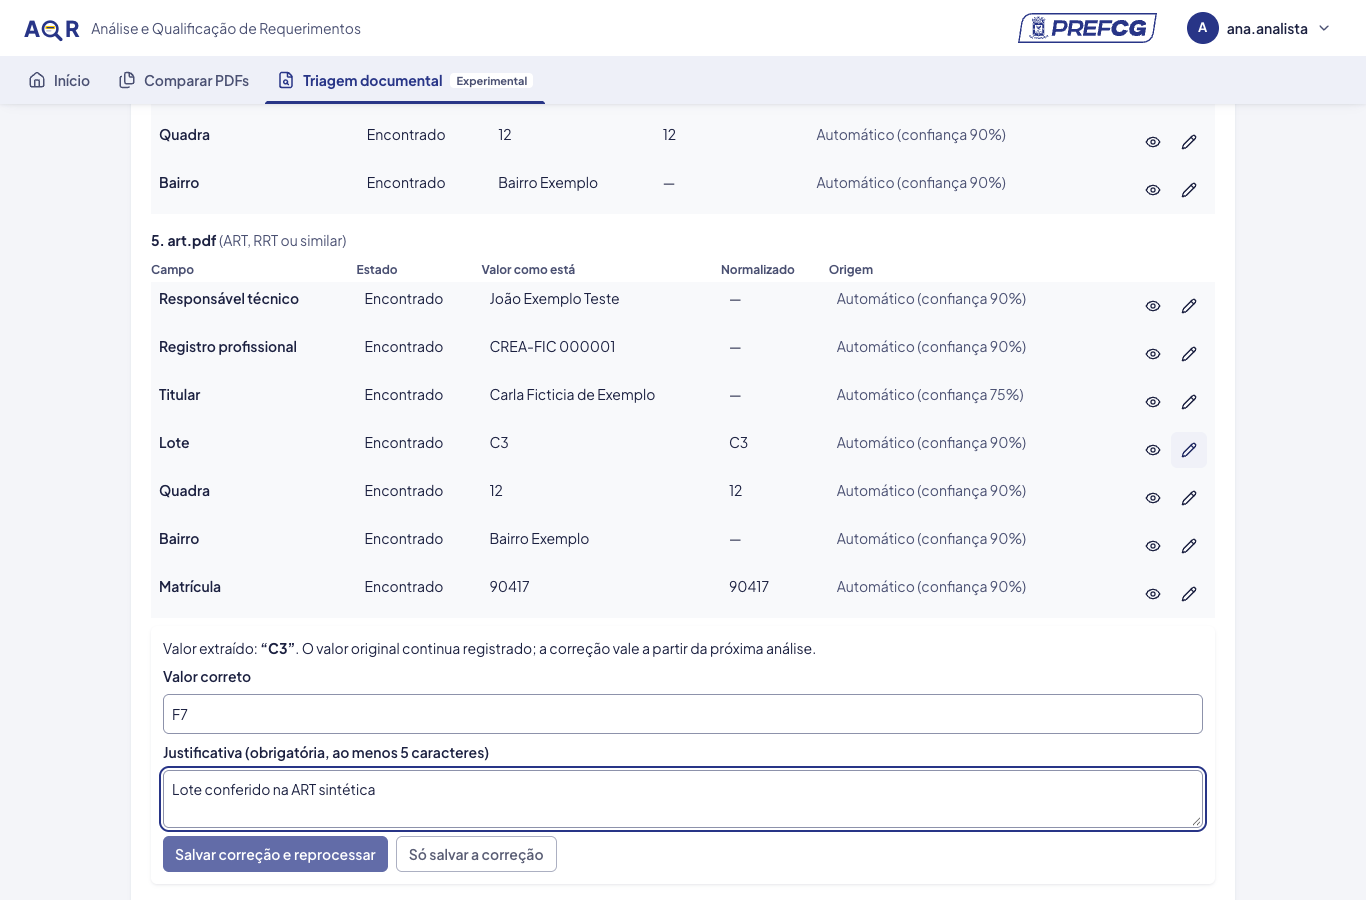 AQR Análise e Qualificação de Requerimentos PREFCG A ana.analista
Início Comparar PDFs Triagem documental Experimental
Quadra Encontrado 12 12 Automático (confiança 90%)
Bairro Encontrado Bairro Exemplo — Automático (confiança 90%)
5. art.pdf (ART, RRT ou similar)
Campo Estado Valor como está Normalizado Origem
Responsável técnico Encontrado João Exemplo Teste — Automático (confiança 90%)
Registro profissional Encontrado CREA-FIC 000001 — Automático (confiança 90%)
Titular Encontrado Carla Ficticia de Exemplo — Automático (confiança 75%)
Lote Encontrado C3 C3 Automático (confiança 90%)
Quadra Encontrado 12 12 Automático (confiança 90%)
Bairro Encontrado Bairro Exemplo — Automático (confiança 90%)
Matrícula Encontrado 90417 90417 Automático (confiança 90%)
Valor extraído: “C3”. O valor original continua registrado; a correção vale a partir da próxima análise.
Valor correto
F7
Justificativa (obrigatória, ao menos 5 caracteres)
Lote conferido na ART sintética
Salvar correção e reprocessar Só salvar a correção